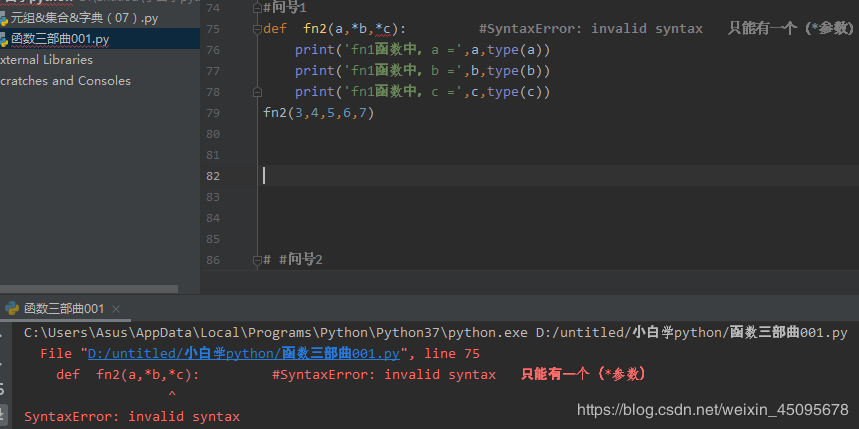 元组&集合&字典（07）.py
函数三部曲001.py
xternal Libraries
cratches and Consoles
74 #问号1
75 def  fn2(a,*b,*c):         #SyntaxError: invalid syntax   只能有一个（*参数）
76     print('fn1函数中，a =',a,type(a))
77     print('fn1函数中，b =',b,type(b))
78     print('fn1函数中，c =',c,type(c))
79 fn2(3,4,5,6,7)
80
81
82
83
84
85
86 # #问号2
函数三部曲001 ×
C:\Users\Asus\AppData\Local\Programs\Python\Python37\python.exe D:/untitled/小白学python/函数三部曲001.py
  File "D:/untitled/小白学python/函数三部曲001.py", line 75
    def  fn2(a,*b,*c):         #SyntaxError: invalid syntax   只能有一个（*参数）
                  ^
SyntaxError: invalid syntax
https://blog.csdn.net/weixin_45095678